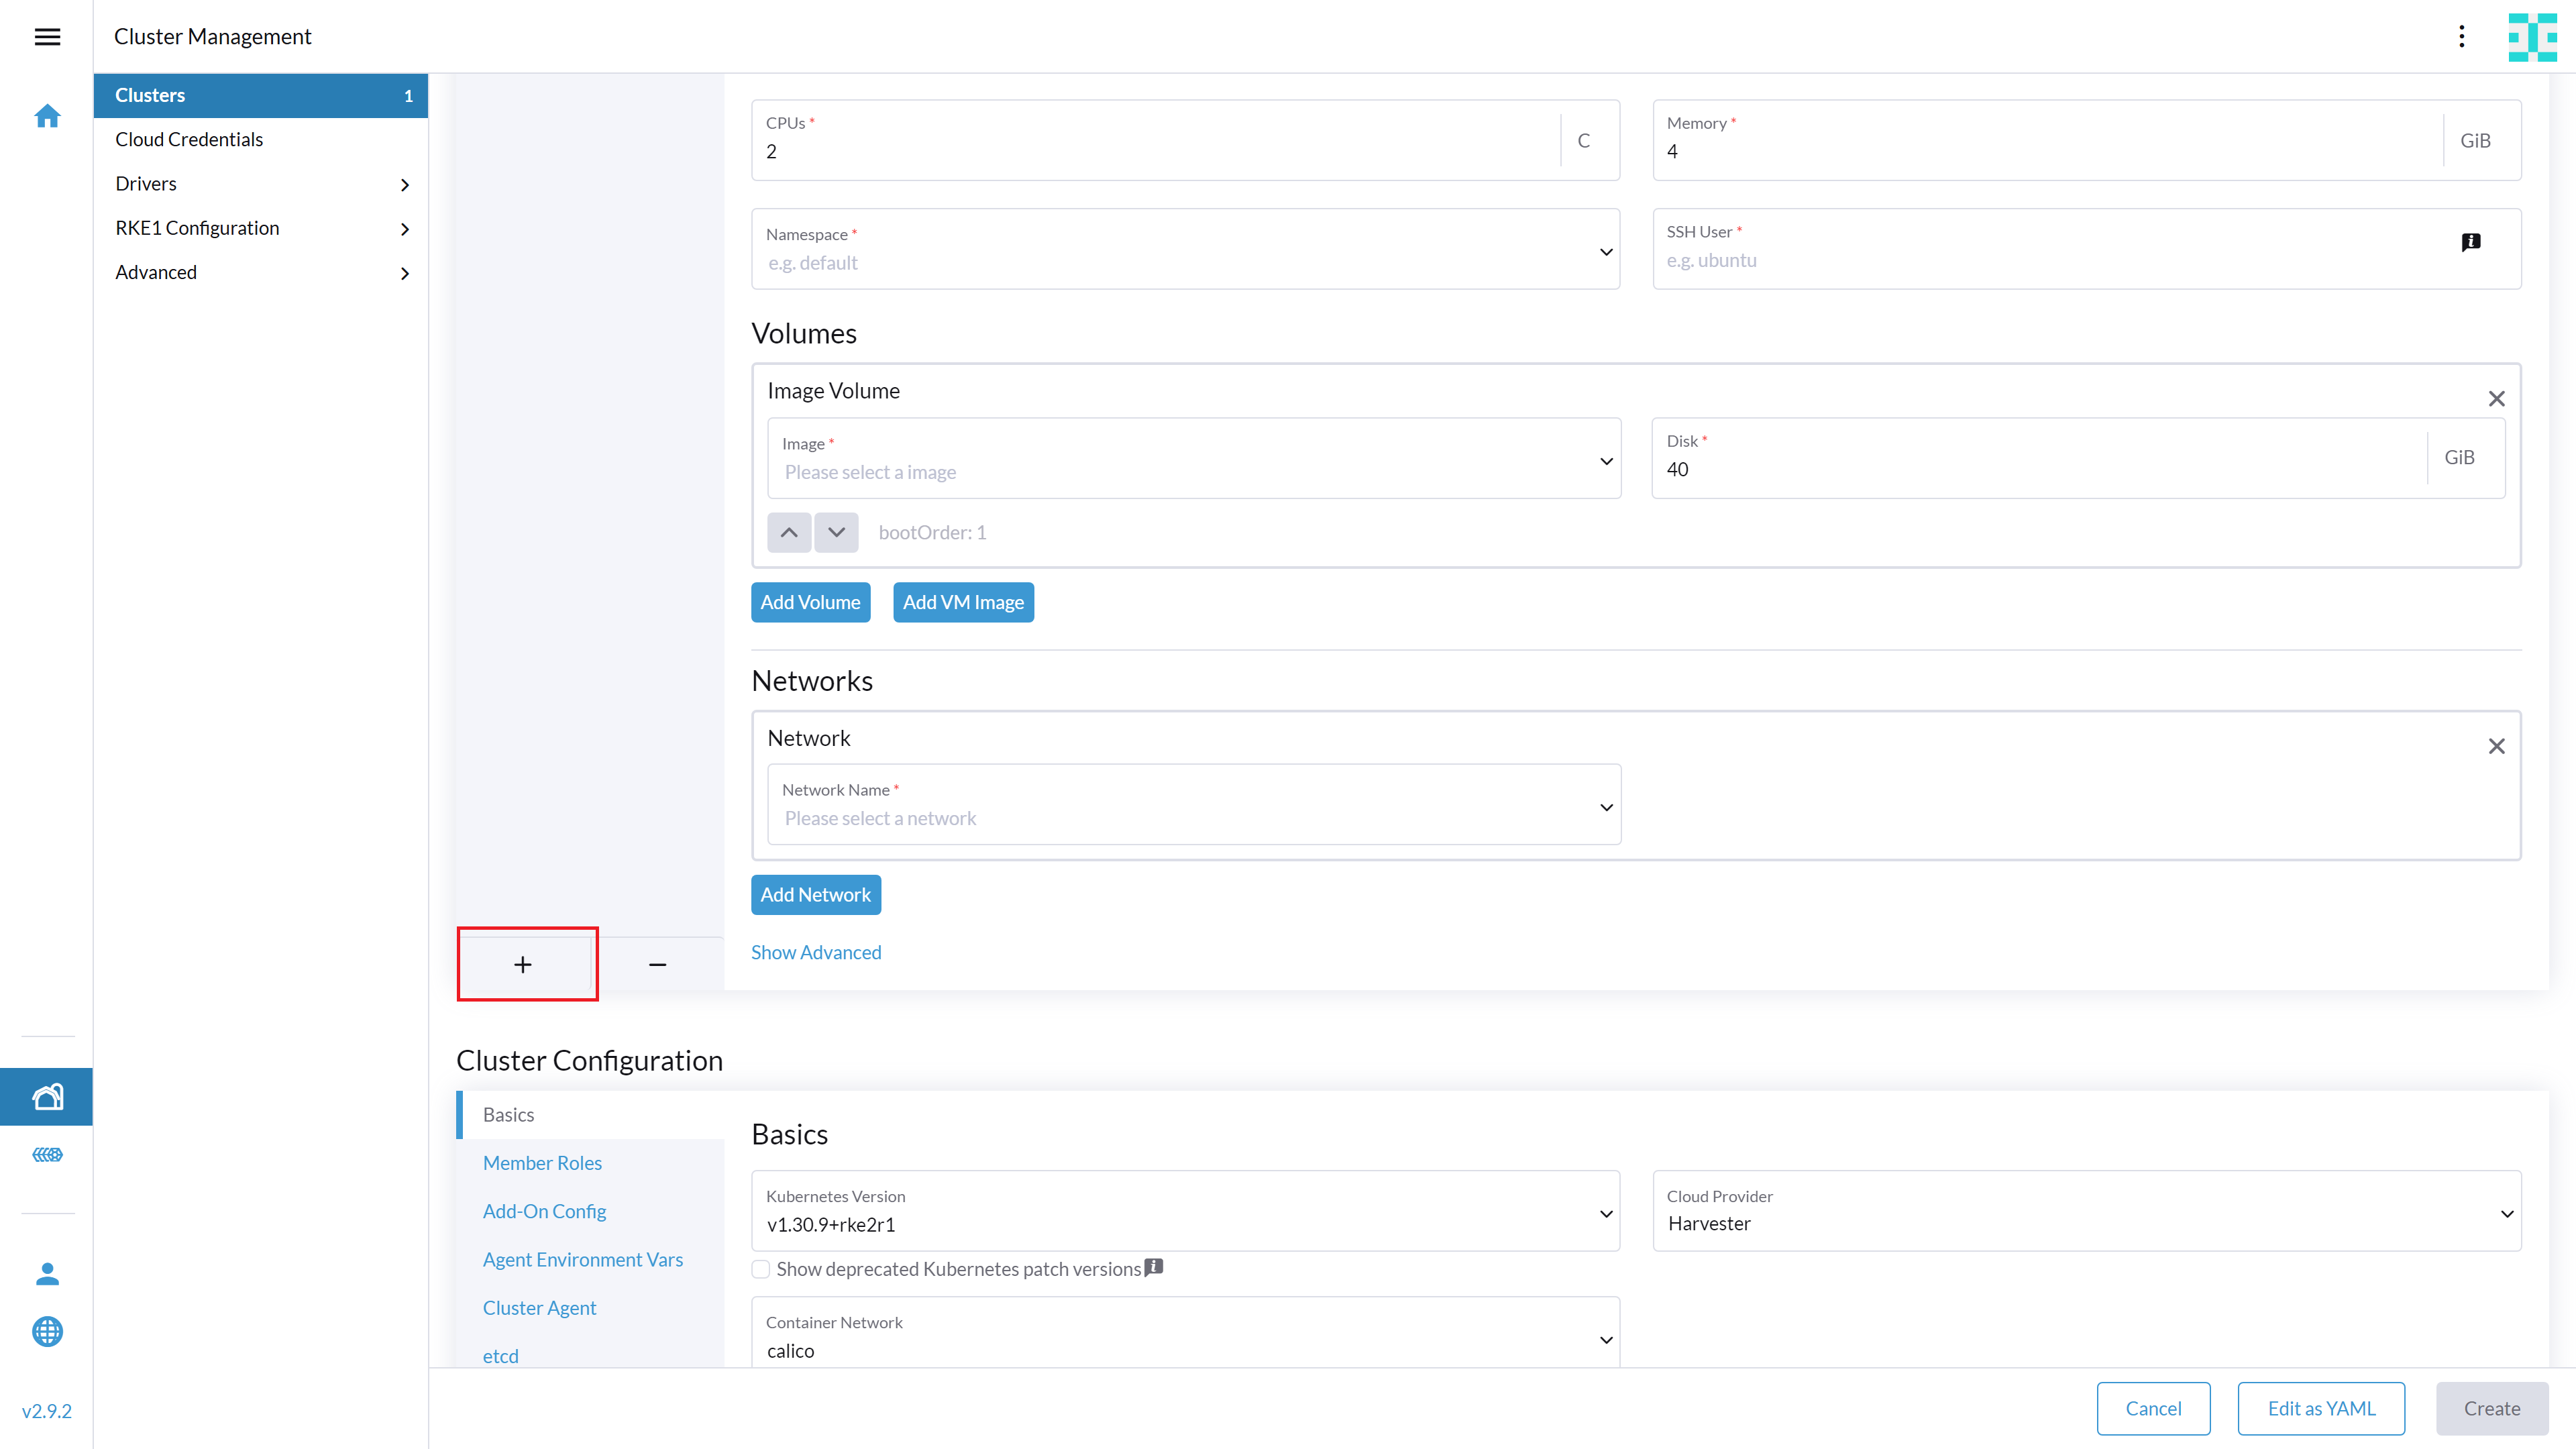 Cluster Management
Clusters 1
Cloud Credentials
Drivers
RKE1 Configuration
Advanced
CPUs *
2
C
Memory *
4
GiB
Namespace *
e.g. default
SSH User *
e.g. ubuntu
Volumes
Image Volume
Image *
Please select a image
Disk *
40
GiB
bootOrder: 1
Add Volume
Add VM Image
Networks
Network
Network Name *
Please select a network
Add Network
Show Advanced
Cluster Configuration
Basics
Member Roles
Add-On Config
Agent Environment Vars
Cluster Agent
etcd
Basics
Kubernetes Version
v1.30.9+rke2r1
Cloud Provider
Harvester
Show deprecated Kubernetes patch versions
Container Network
calico
v2.9.2
Cancel
Edit as YAML
Create